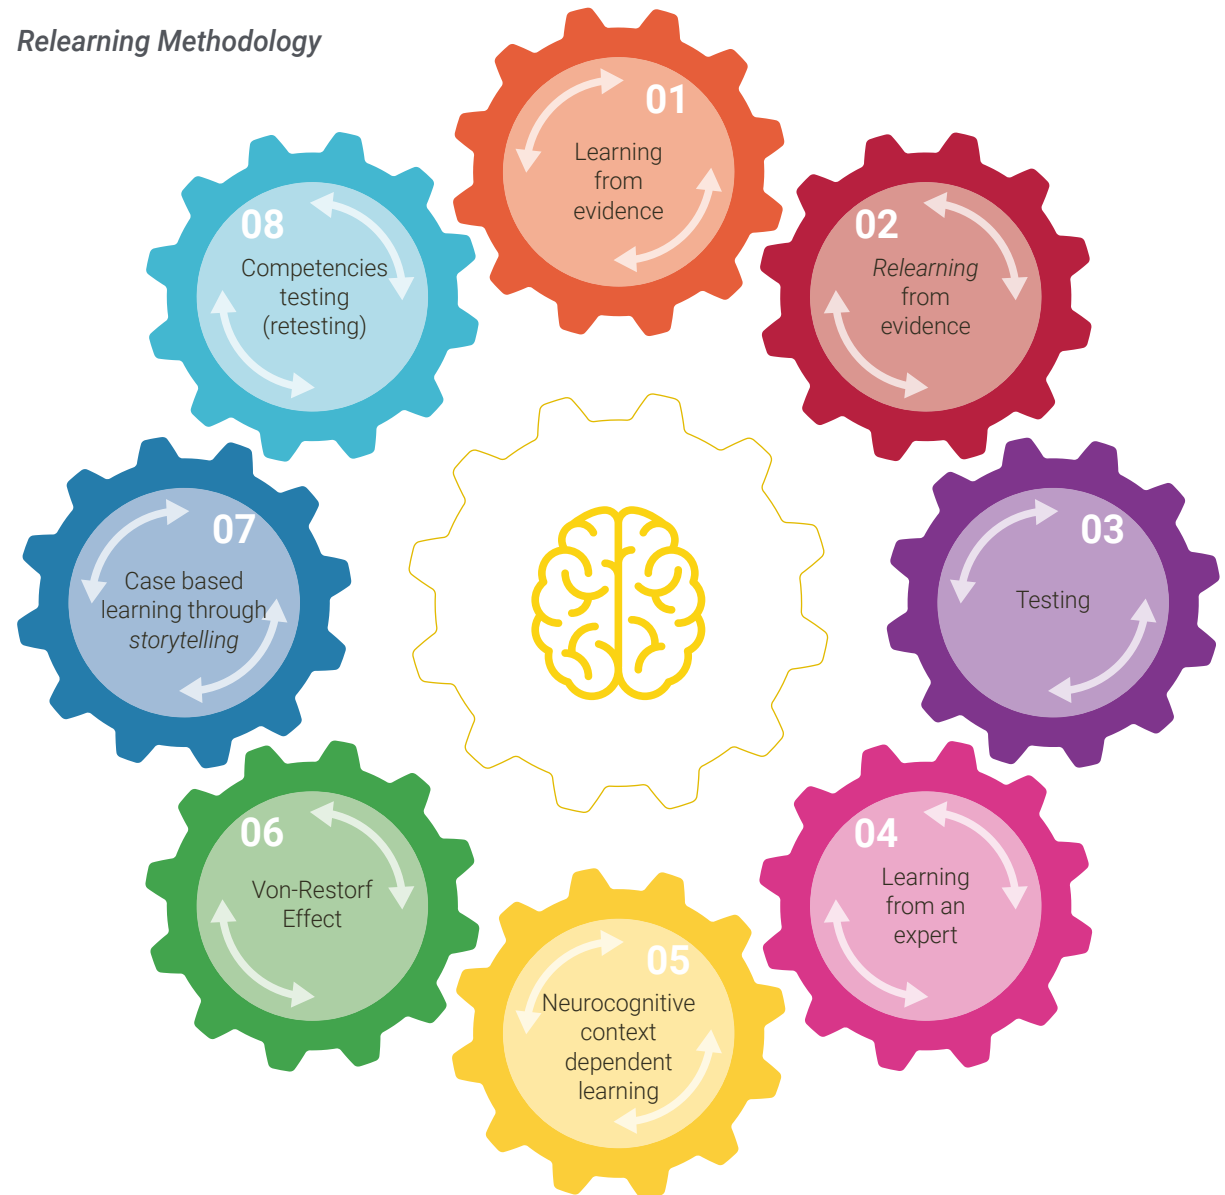 Relearning Methodology
01
Learning
from
evidence
02
Relearning
from
evidence
03
Testing
04
Learning
from an
expert
05
Neurocognitive
context
dependent
learning
06
Von-Restorf
Effect
07
Case based
learning through
storytelling
08
Competencies
testing
(retesting)